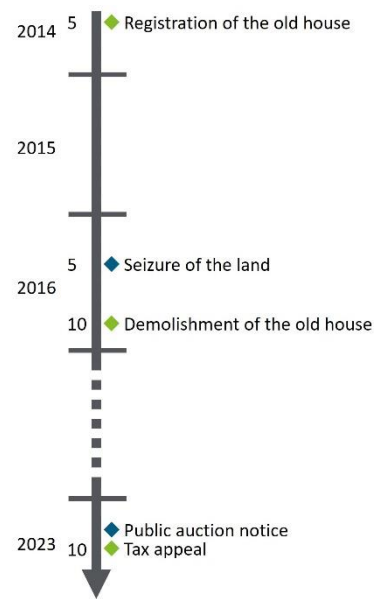 2014 5 Registration of the old house
2015
5 Seizure of the land
2016
10 Demolishment of the old house
Public auction notice
2023 10 Tax appeal